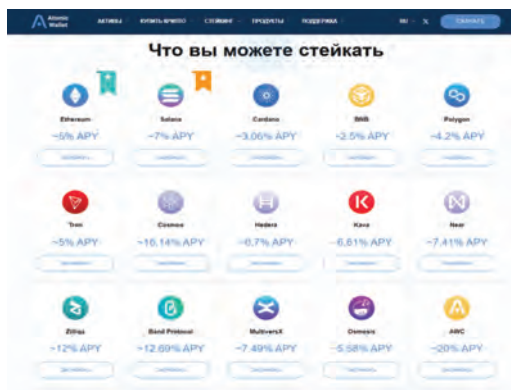 Atomic Wallet
АКТИВЫ КУПИТЬ КРИПТО СТЕЙКИНГ ПРОДУКТЫ ПОДДЕРЖКА RU СКАЧАТЬ
Что вы можете стейкать
Ethereum Solana Cardano BNB Polygon
~5% APY ~7% APY ~3.06% APY ~2.5% APY ~4.2% APY
Tron Cosmos Hedera Kava Near
~5% APY ~16.14% APY ~6.7% APY ~6.61% APY ~7.41% APY
Zilliqa Band Protocol MultiversX Osmosis AWC
~12% APY ~12.69% APY ~7.49% APY ~5.58% APY ~20% APY